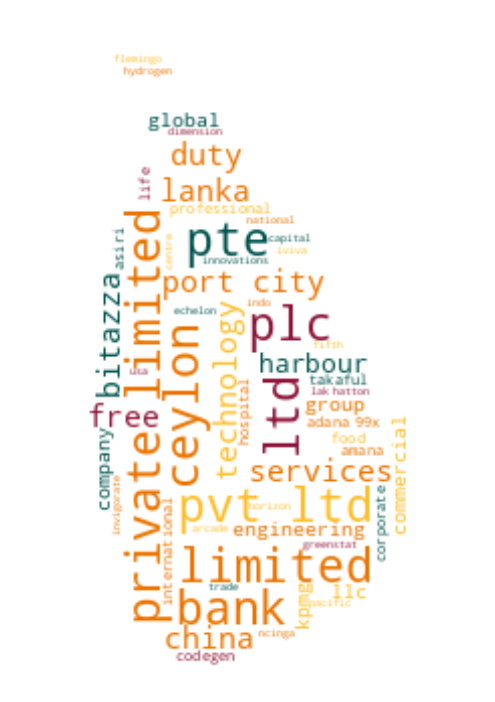 flemingo
hydrogen
global
dimension
duty
life
lanka
professional
national
pte
capital
asiri
centre
iviva
innovations
port city
bitazza
private limited
indo
echelon
plc
technology
ceylon
fifth
harbour
usa
takaful
ltd
lak hatton
hospital
free
group
adana 99x
food
amana
company
commercial
services
invigorate
pvt ltd
horizon
corporate
international
arcade
engineering
greenstat
limited
trade
kpmg
llc
pacific
bank
china
ncinga
codegen